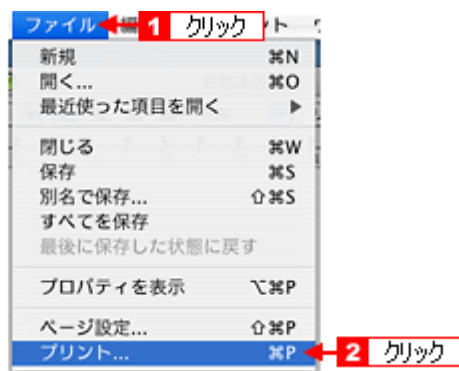 ファイル 1 クリック
新規 ⌘N
開く... ⌘O
最近使った項目を開く ▶
閉じる ⌘W
保存 ⌘S
別名で保存... ⇧⌘S
すべてを保存
最後に保存した状態に戻す
プロパティを表示 ⌥⌘P
ページ設定... ⇧⌘P
プリント... ⌘P 2 クリック